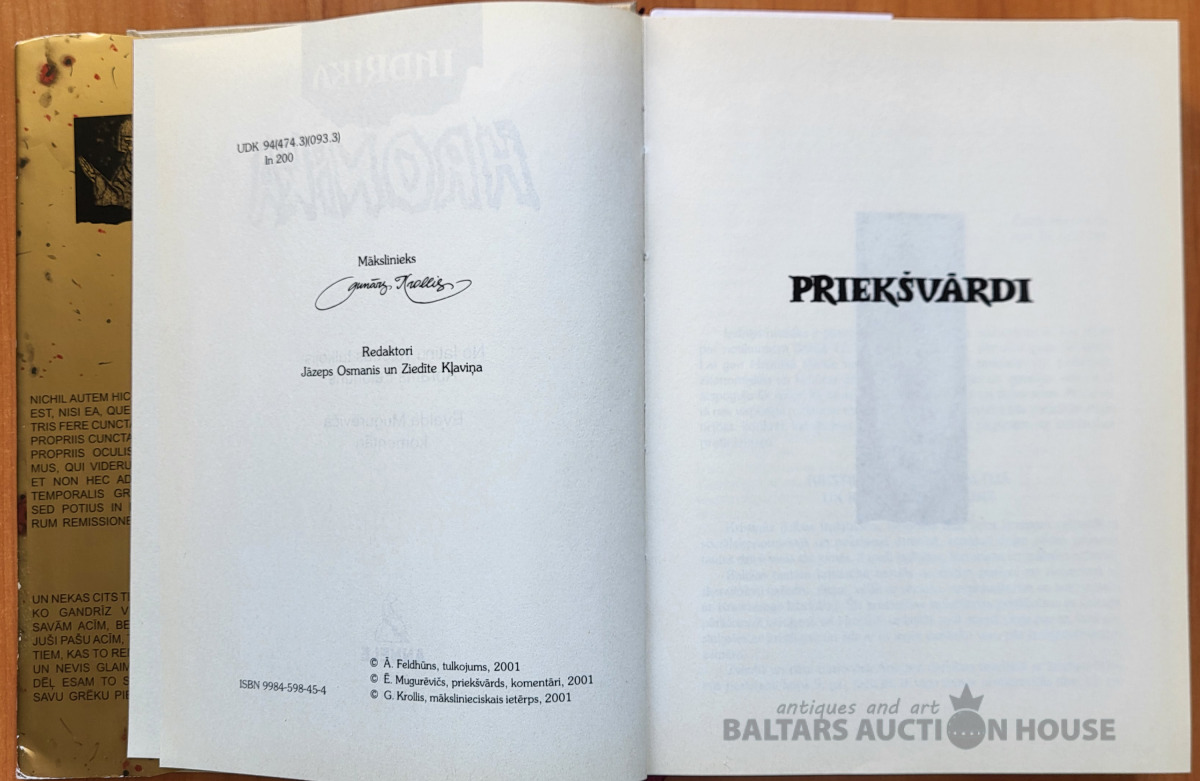 NICHIL AUTEM HIC
EST, NISI EA, QUE
TRIS FERE CUNCTA
PROPRIIS CUNCTA
PROPRIIS OCULIS
MUS, QUI VIDERU
ET NON HEC AD
TEMPORALIS GR
SED POTIUS IN
RUM REMISSIONE
UN NEKAS CITS
KO GANDRĪZ V
SAVĀM ACĪM, BE
JUŠI PAŠU ACĪM,
TIEM, KAS TO REI
UN NEVIS GLAIM
DĒĻ ESAM TO S
SAVU GRĒKU PIE
INDRIKA
HRONIKA
UDK 94(474.3)(093.3)
In 200
Mākslinieks
Gunārs Krollis
Redaktori
Jāzeps Osmanis un Ziedīte Kļaviņa
ISBN 9984-598-45-4
© Ā. Feldhūns, tulkojums, 2001
© Ē. Mugurēvičs, priekšvārds, komentāri, 2001
© G. Krollis, mākslinieciskais ietērps, 2001
PRIEKŠVĀRDI
antiques and art
BALTARS AUCTION HOUSE